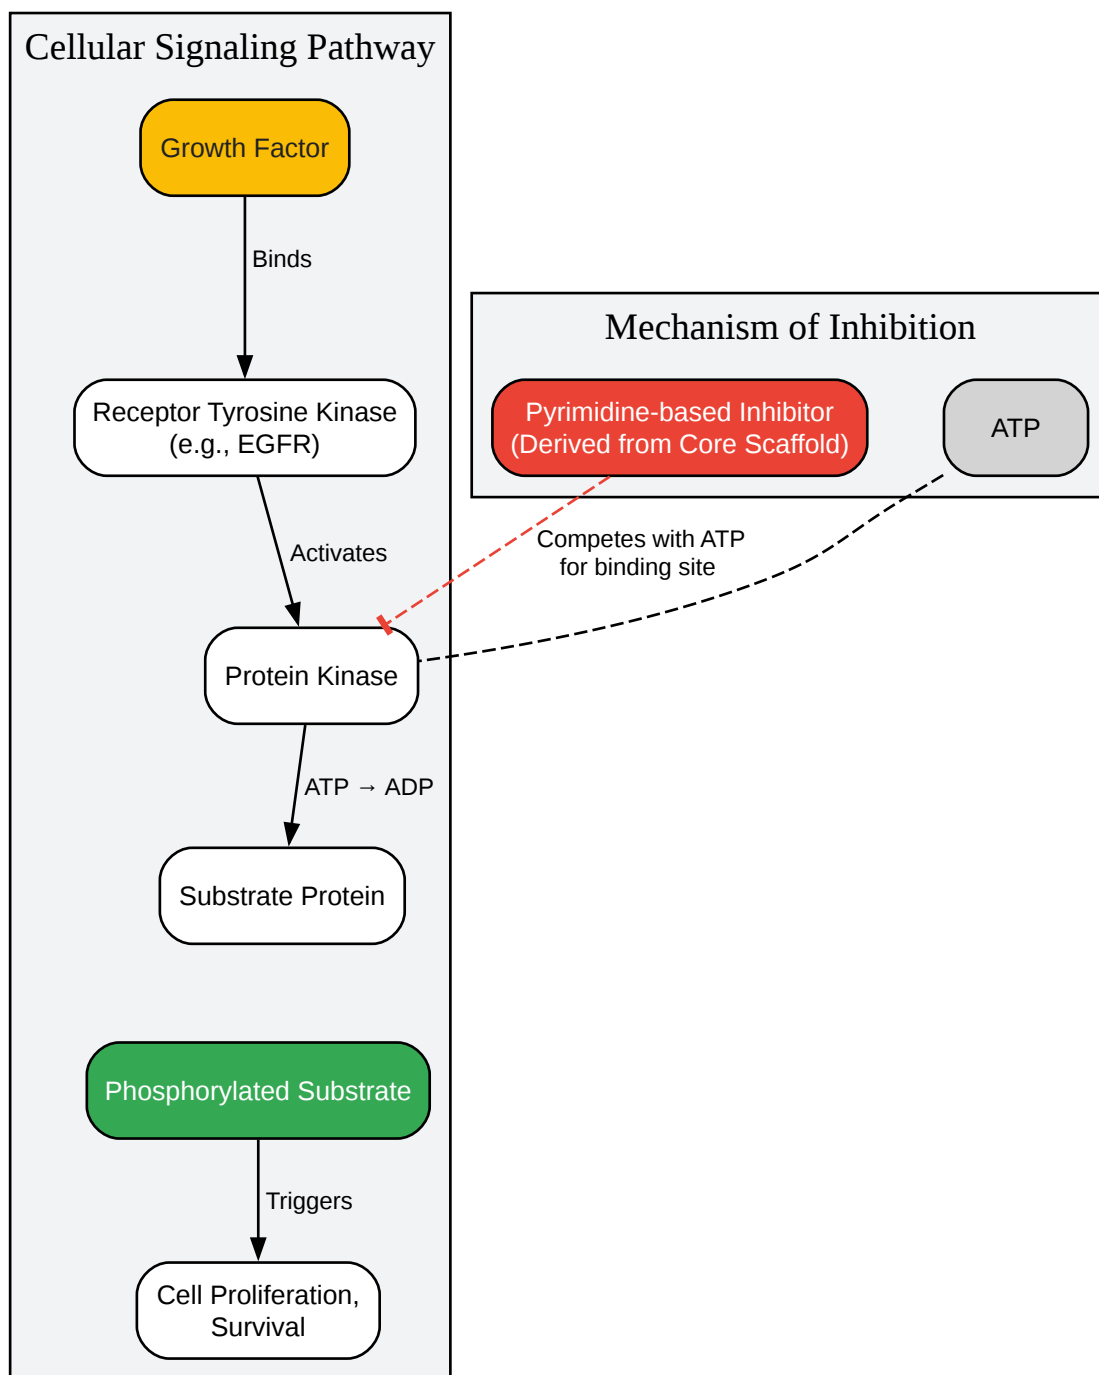 Cellular Signaling Pathway
Growth Factor
Binds
Mechanism of Inhibition
Receptor Tyrosine Kinase
(e.g., EGFR)
Pyrimidine-based Inhibitor
(Derived from Core Scaffold)
ATP
Activates
Competes with ATP
for binding site
Protein Kinase
ATP → ADP
Substrate Protein
Phosphorylated Substrate
Triggers
Cell Proliferation,
Survival